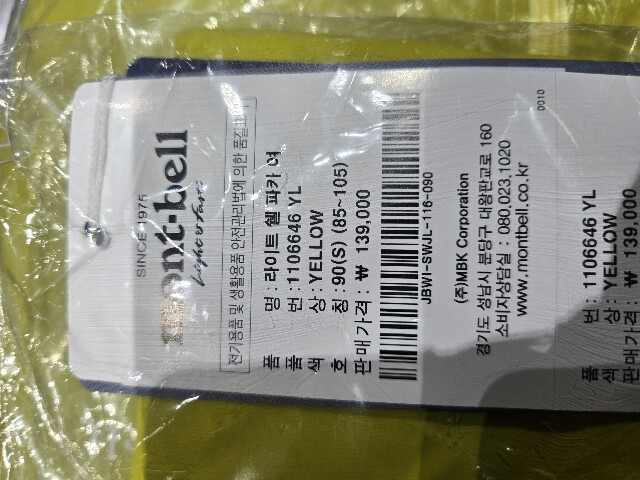 SINCE 1975
mont-bell
Light & Fast
전기용품 및 생활용품 안전관리법에 의한 품질표시
품 명 : 라이트 쉘 파카 여
품 번 : 1106646 YL
색 상 : YELLOW
호 칭 : 90(S) (85~105)
판매가격 : ₩ 139,000
JBWI-SWJL-116-090
(주)MBK Corporation
경기도 성남시 분당구 대왕판교로 160
소비자상담실 : 080.023.1020
www.montbell.co.kr
0010
품 번 : 1106646 YL
색 상 : YELLOW
판매가격 : ₩ 139,000